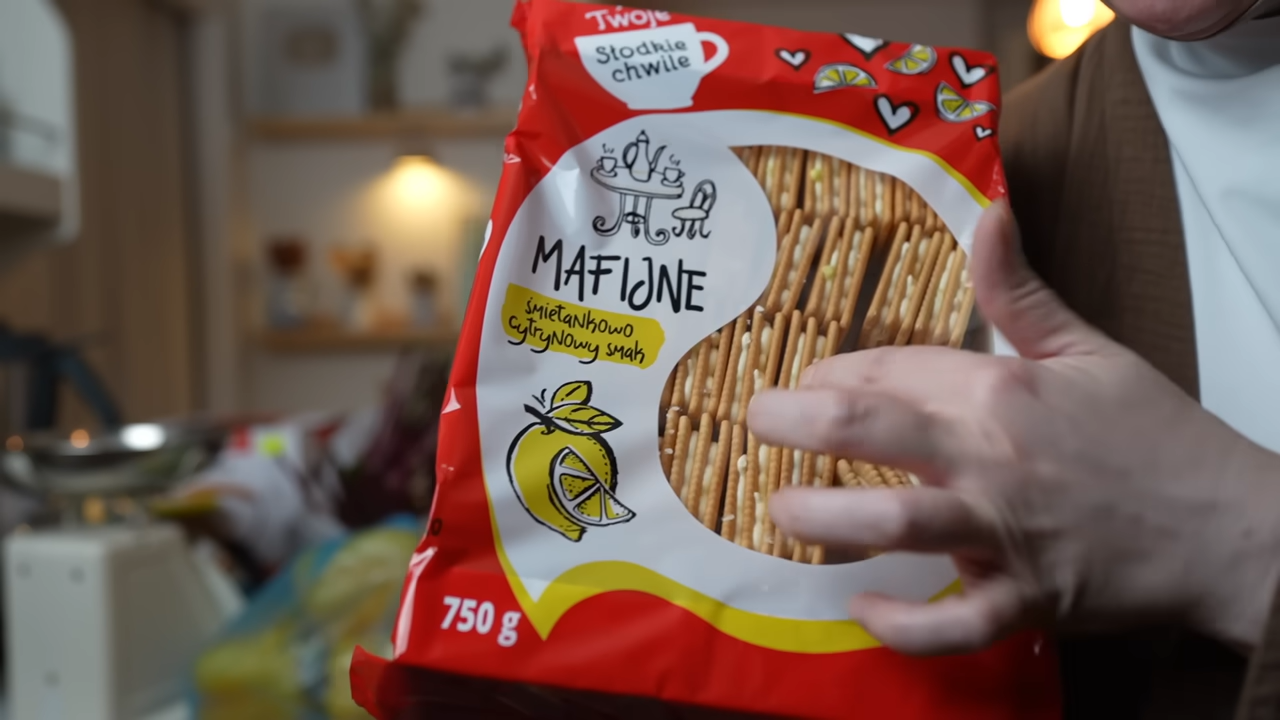 Twoje
Słodkie
chwile
MAFIJNE
śmietankowo
cytrynowy smak
750 g